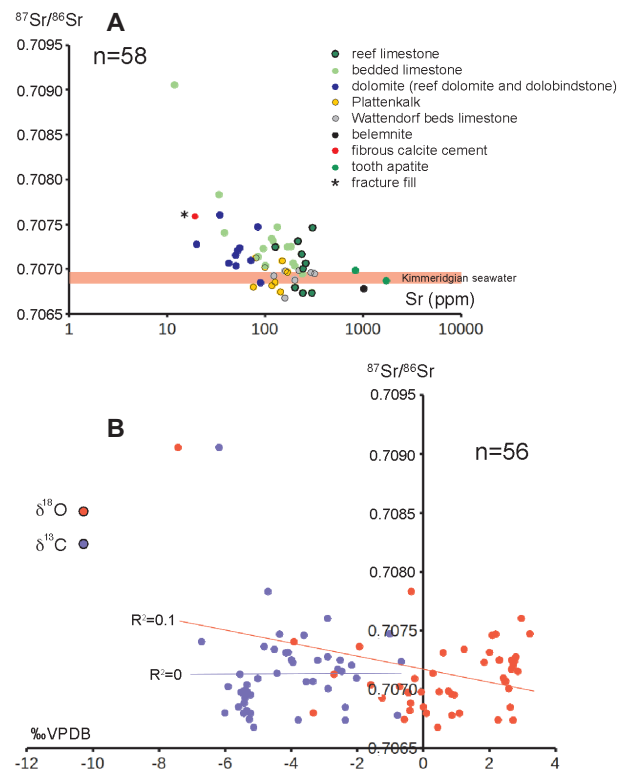 ⁸⁷Sr/⁸⁶Sr
A
0.7095
n=58
reef limestone
bedded limestone
0.7090
dolomite (reef dolomite and dolobindstone)
Plattenkalk
Wattendorf beds limestone
0.7085
belemnite
fibrous calcite cement
tooth apatite
0.7080
* fracture fill
0.7075
0.7070
Kimmeridgian seawater
Sr (ppm)
0.7065
1 10 100 1000 10000
⁸⁷Sr/⁸⁶Sr
0.7095
B
n=56
0.7090
δ¹⁸O
0.7085
δ¹³C
0.7080
R²=0.1
0.7075
R²=0
0.7070
‰VPDB
0.7065
-12 -10 -8 -6 -4 -2 0 2 4